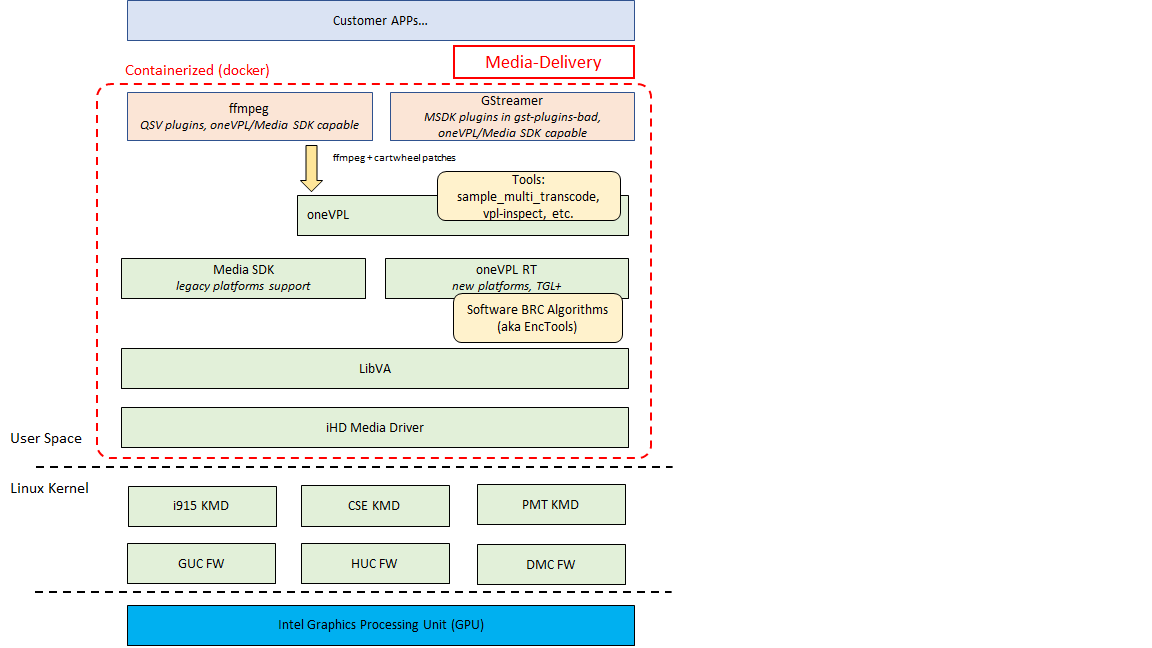 Customer APPs...
Media-Delivery
Containerized (docker)
ffmpeg
QSV plugins, oneVPL/Media SDK capable
GStreamer
MSDK plugins in gst-plugins-bad,
oneVPL/Media SDK capable
ffmpeg + cartwheel patches
Tools:
sample_multi_transcode,
vpl-inspect, etc.
oneVPL
Media SDK
legacy platforms support
oneVPL RT
new platforms, TGL+
Software BRC Algorithms
(aka EncTools)
LibVA
iHD Media Driver
User Space
Linux Kernel
i915 KMD
CSE KMD
PMT KMD
GUC FW
HUC FW
DMC FW
Intel Graphics Processing Unit (GPU)